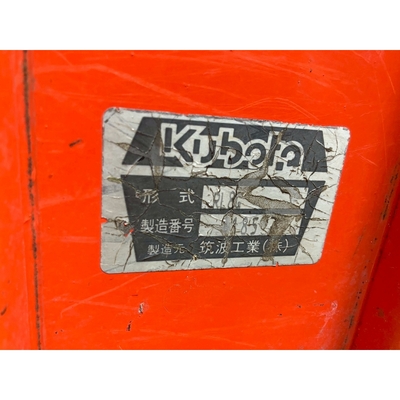 Kubota
形式
製造番号
製造元 筑波工業(株)